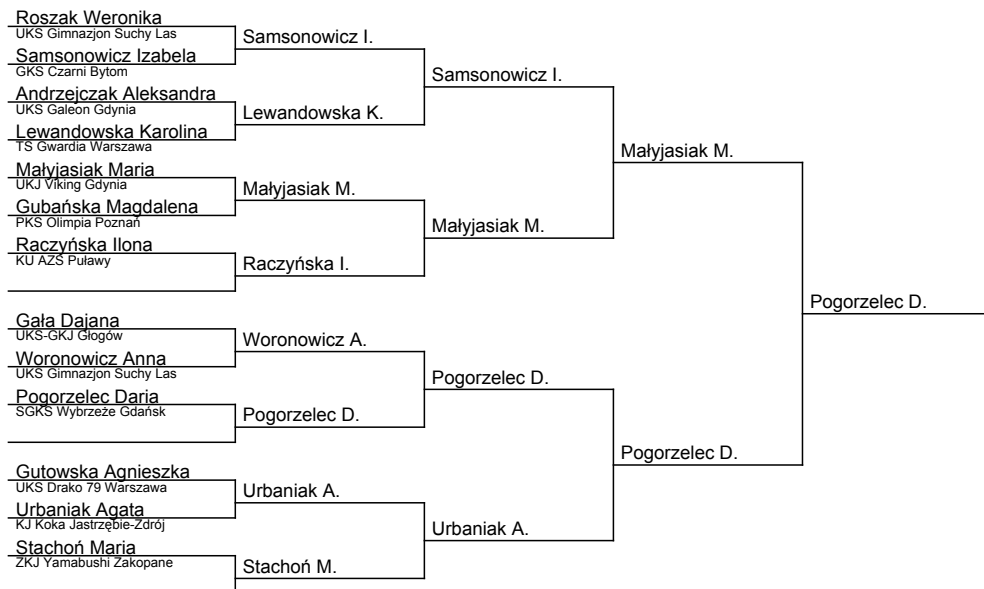 Roszak Weronika
UKS Gimnazjon Suchy Las
Samsonowicz I.
Samsonowicz Izabela
GKS Czarni Bytom
Samsonowicz I.
Andrzejczak Aleksandra
UKS Galeon Gdynia
Lewandowska K.
Lewandowska Karolina
TS Gwardia Warszawa
Małyjasiak M.
Małyjasiak Maria
UKJ Viking Gdynia
Małyjasiak M.
Gubańska Magdalena
PKS Olimpia Poznań
Małyjasiak M.
Raczyńska Ilona
KU AZS Puławy
Raczyńska I.
Pogorzelec D.
Gała Dajana
UKS-GKJ Głogów
Woronowicz A.
Woronowicz Anna
UKS Gimnazjon Suchy Las
Pogorzelec D.
Pogorzelec Daria
SGKS Wybrzeże Gdańsk
Pogorzelec D.
Pogorzelec D.
Gutowska Agnieszka
UKS Drako 79 Warszawa
Urbaniak A.
Urbaniak Agata
KJ Koka Jastrzębie-Zdrój
Urbaniak A.
Stachoń Maria
ZKJ Yamabushi Zakopane
Stachoń M.